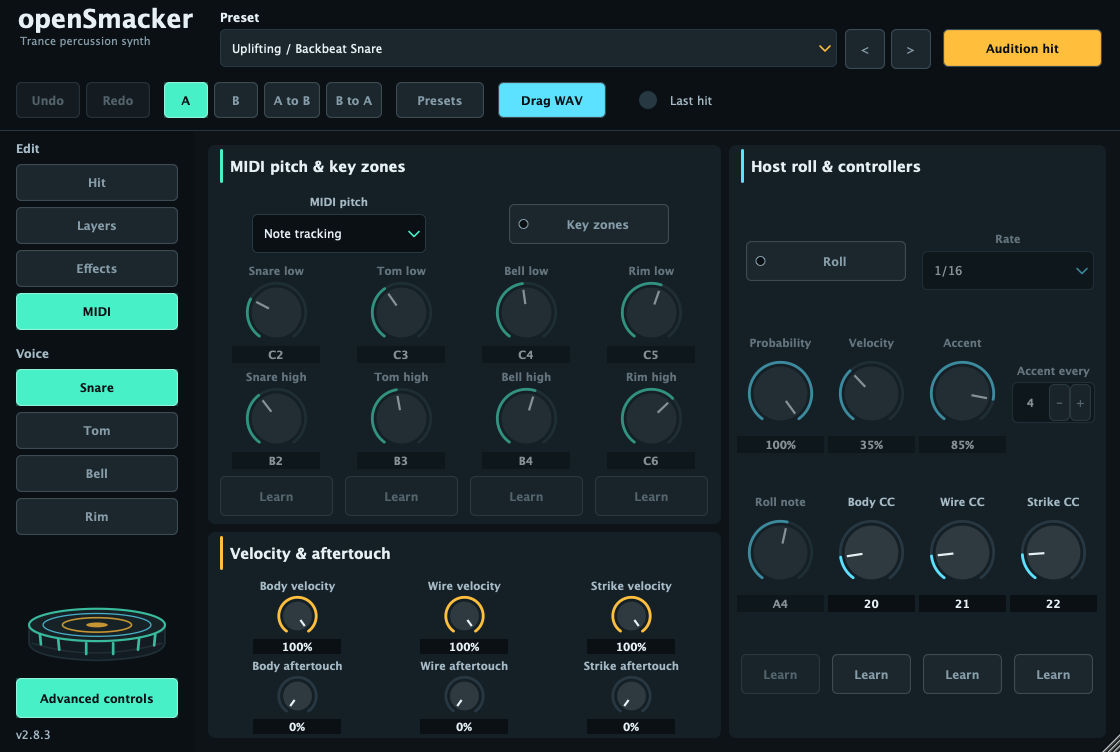 openSmacker
Trance percussion synth
Preset
Uplifting / Backbeat Snare
<
>
Audition hit
Undo
Redo
A
B
A to B
B to A
Presets
Drag WAV
Last hit
Edit
Hit
Layers
Effects
MIDI
Voice
Snare
Tom
Bell
Rim
Advanced controls
v2.8.3
MIDI pitch & key zones
MIDI pitch
Note tracking
Key zones
Snare low
Tom low
Bell low
Rim low
C2
C3
C4
C5
Snare high
Tom high
Bell high
Rim high
B2
B3
B4
C6
Learn
Learn
Learn
Learn
Velocity & aftertouch
Body velocity
Wire velocity
Strike velocity
100%
100%
100%
Body aftertouch
Wire aftertouch
Strike aftertouch
0%
0%
0%
Host roll & controllers
Roll
Rate
1/16
Probability
Velocity
Accent
Accent every
4
−
+
100%
35%
85%
Roll note
Body CC
Wire CC
Strike CC
A4
20
21
22
Learn
Learn
Learn
Learn